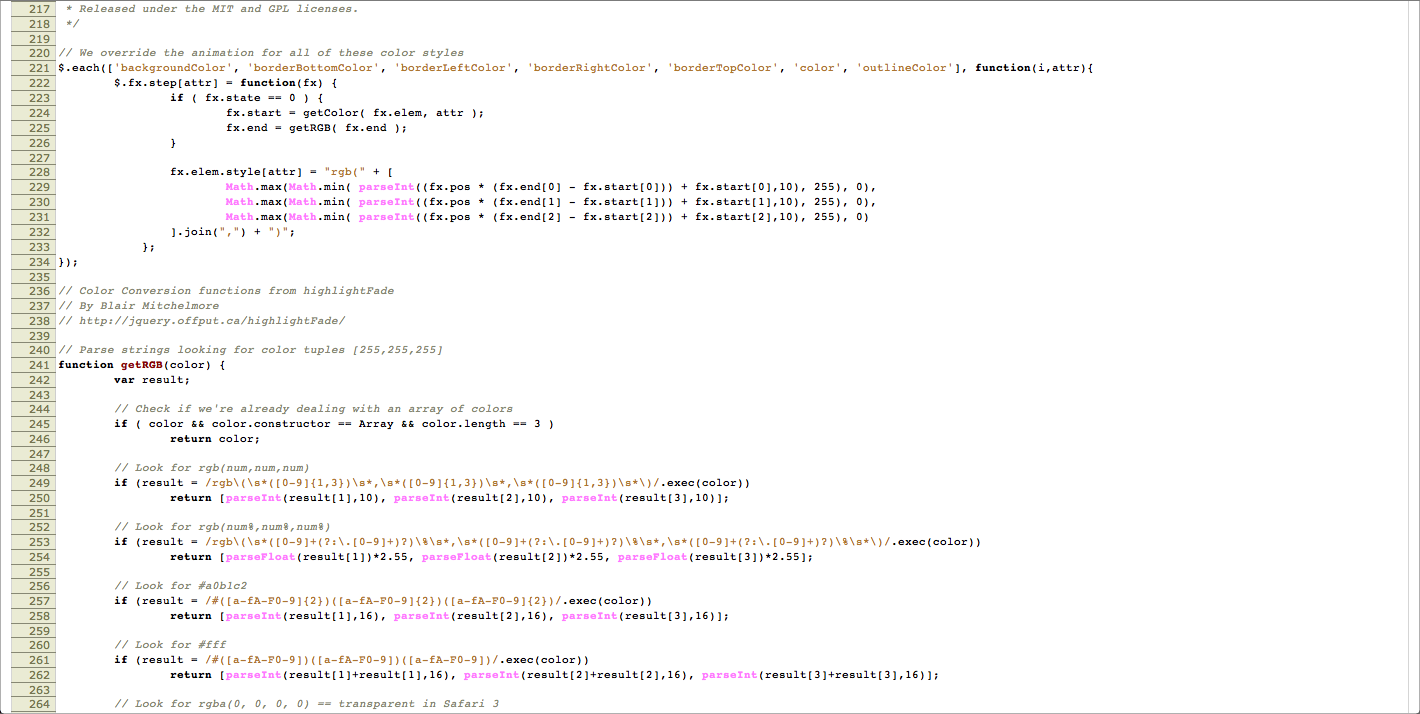 217 * Released under the MIT and GPL licenses.
218 */
219
220 // We override the animation for all of these color styles
221 $.each(['backgroundColor', 'borderBottomColor', 'borderLeftColor', 'borderRightColor', 'borderTopColor', 'color', 'outlineColor'], function(i,attr){
222 $.fx.step[attr] = function(fx) {
223 if ( fx.state == 0 ) {
224 fx.start = getColor( fx.elem, attr );
225 fx.end = getRGB( fx.end );
226 }
227
228 fx.elem.style[attr] = "rgb(" + [
229 Math.max(Math.min( parseInt((fx.pos * (fx.end[0] - fx.start[0])) + fx.start[0],10), 255), 0),
230 Math.max(Math.min( parseInt((fx.pos * (fx.end[1] - fx.start[1])) + fx.start[1],10), 255), 0),
231 Math.max(Math.min( parseInt((fx.pos * (fx.end[2] - fx.start[2])) + fx.start[2],10), 255), 0)
232 ].join(",") + ")";
233 };
234 });
235
236 // Color Conversion functions from highlightFade
237 // By Blair Mitchelmore
238 // http://jquery.offput.ca/highlightFade/
239
240 // Parse strings looking for color tuples [255,255,255]
241 function getRGB(color) {
242 var result;
243
244 // Check if we're already dealing with an array of colors
245 if ( color && color.constructor == Array && color.length == 3 )
246 return color;
247
248 // Look for rgb(num,num,num)
249 if (result = /rgb\(\s*([0-9]{1,3})\s*,\s*([0-9]{1,3})\s*,\s*([0-9]{1,3})\s*\)/.exec(color))
250 return [parseInt(result[1],10), parseInt(result[2],10), parseInt(result[3],10)];
251
252 // Look for rgb(num%,num%,num%)
253 if (result = /rgb\(\s*([0-9]+(?:\.[0-9]+)?)\%\s*,\s*([0-9]+(?:\.[0-9]+)?)\%\s*,\s*([0-9]+(?:\.[0-9]+)?)\%\s*\)/.exec(color))
254 return [parseFloat(result[1])*2.55, parseFloat(result[2])*2.55, parseFloat(result[3])*2.55];
255
256 // Look for #a0b1c2
257 if (result = /#([a-fA-F0-9]{2})([a-fA-F0-9]{2})([a-fA-F0-9]{2})/.exec(color))
258 return [parseInt(result[1],16), parseInt(result[2],16), parseInt(result[3],16)];
259
260 // Look for #fff
261 if (result = /#([a-fA-F0-9])([a-fA-F0-9])([a-fA-F0-9])/.exec(color))
262 return [parseInt(result[1]+result[1],16), parseInt(result[2]+result[2],16), parseInt(result[3]+result[3],16)];
263
264 // Look for rgba(0, 0, 0, 0) == transparent in Safari 3